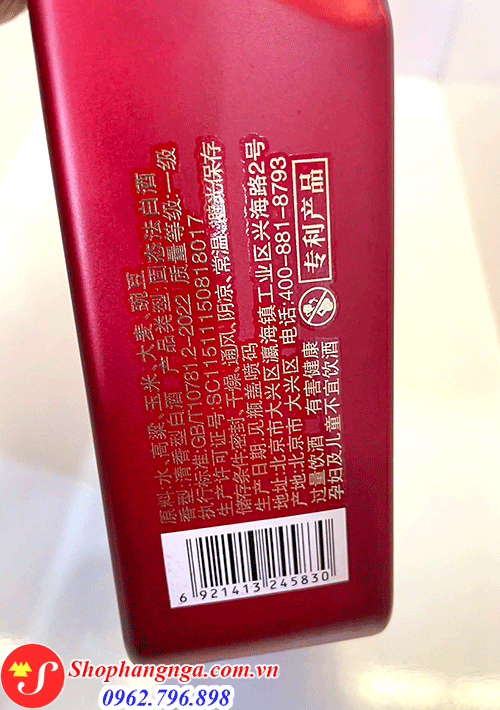 原料:水、高粱、玉米、大麦、豌豆
香型:清香型白酒 产品类型:固态法白酒
执行标准:GB/T10781.2-2022 质量等级:一级
生产许可证号:SC11511150818017
储存条件:密封、干燥、通风、阴凉、常温、避光保存
生产日期:见瓶盖喷码
地址:北京市大兴区瀛海镇工业区兴海路2号
产地:北京市 大兴区 电话:400-881-8793
过量饮酒 有害健康
孕妇及儿童不宜饮酒
专利产品
6 921413 245830
Shophangnga.com.vn
0962.796.898